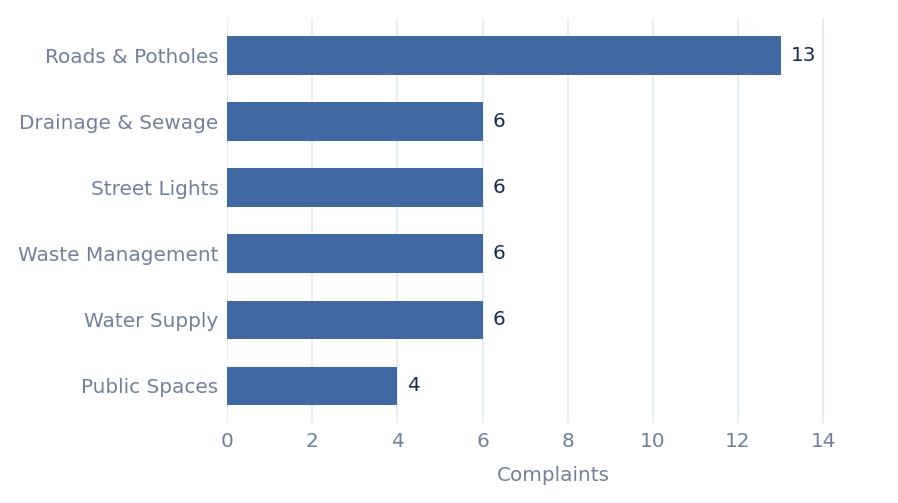 Roads & Potholes 13
Drainage & Sewage 6
Street Lights 6
Waste Management 6
Water Supply 6
Public Spaces 4
0 2 4 6 8 10 12 14
Complaints